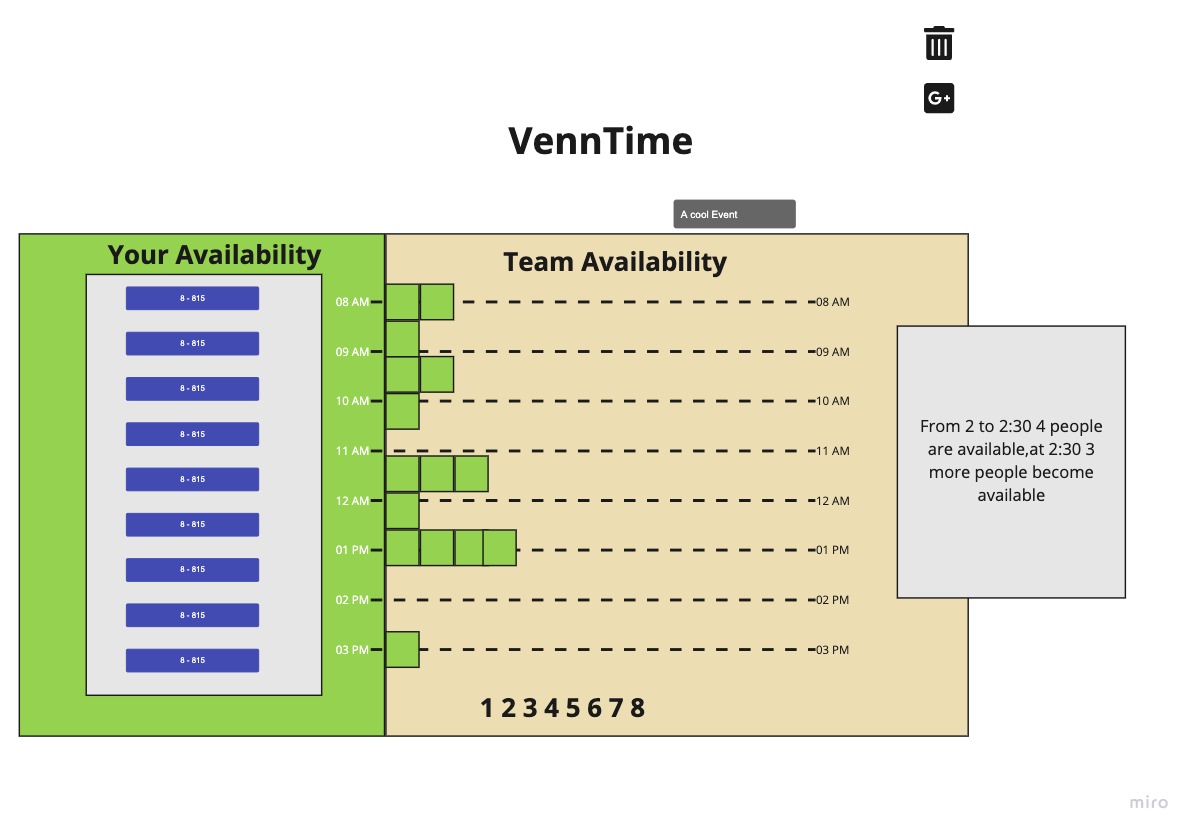 G+
VennTime
A cool Event
Your Availability
Team Availability
8 - 815
8 - 815
8 - 815
8 - 815
8 - 815
8 - 815
8 - 815
8 - 815
8 - 815
08 AM
09 AM
10 AM
11 AM
12 AM
01 PM
02 PM
03 PM
08 AM
09 AM
10 AM
11 AM
12 AM
01 PM
02 PM
03 PM
1 2 3 4 5 6 7 8
From 2 to 2:30 4 people
are available,at 2:30 3
more people become
available
miro